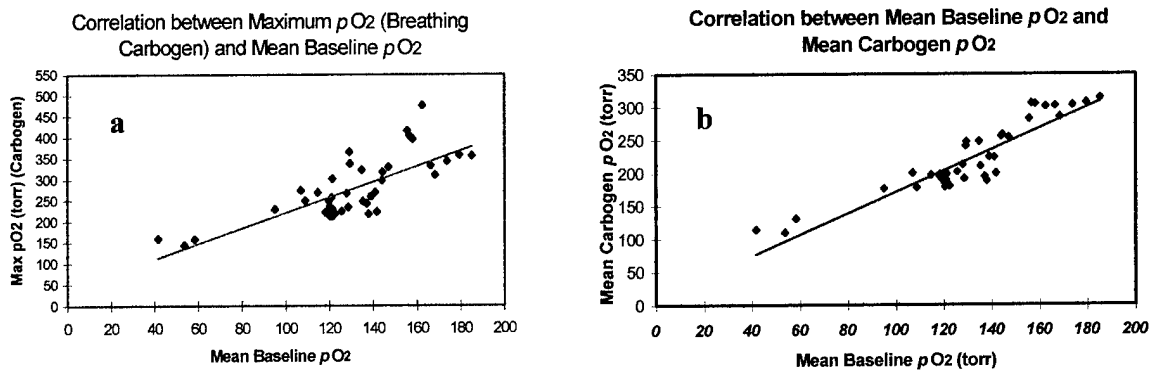 Correlation between Maximum pO2 (Breathing
Carbogen) and Mean Baseline pO2
Max pO2 (torr) (Carbogen)
550
500
450
400
350
300
250
200
150
100
50
0
a
0 20 40 60 80 100 120 140 160 180 200
Mean Baseline pO2
Correlation between Mean Baseline pO2 and
Mean Carbogen pO2
Mean Carbogen pO2 (torr)
350
300
250
200
150
100
50
0
b
0 20 40 60 80 100 120 140 160 180 200
Mean Baseline pO2 (torr)